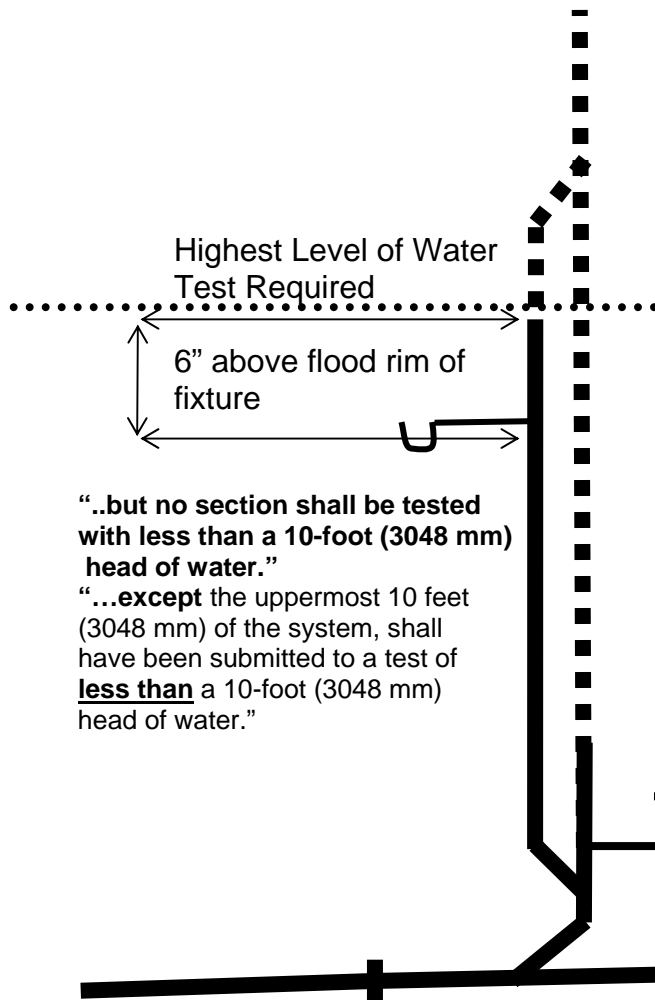 Highest Level of Water
Test Required
6” above flood rim of
fixture
“..but no section shall be tested
with less than a 10-foot (3048 mm)
head of water.”
“…except the uppermost 10 feet
(3048 mm) of the system, shall
have been submitted to a test of
less than a 10-foot (3048 mm)
head of water.”